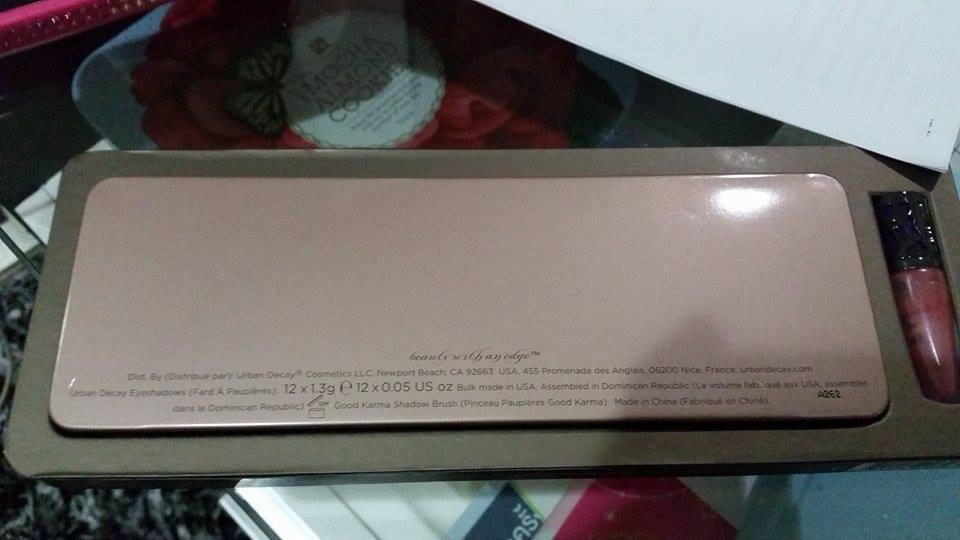 MOCHA
ALMOND
COOKIE
beauty with an edge™
Dist. By (Distribué par): Urban Decay® Cosmetics LLC, Newport Beach, CA 92663 USA, 455 Promenade des Anglais, 06200 Nice, France. urbandecay.com
Urban Decay Eyeshadows (Fard À Paupières): 12 x 1.3g ℮ 12 x 0.05 US OZ Bulk made in USA, Assembled in Dominican Republic (Le volume aux USA, assemblés
dans le Dominican Republic) Good Karma Shadow Brush (Pinceau Paupières Good Karma): Made in China (Fabriqué en Chine).
A2E2